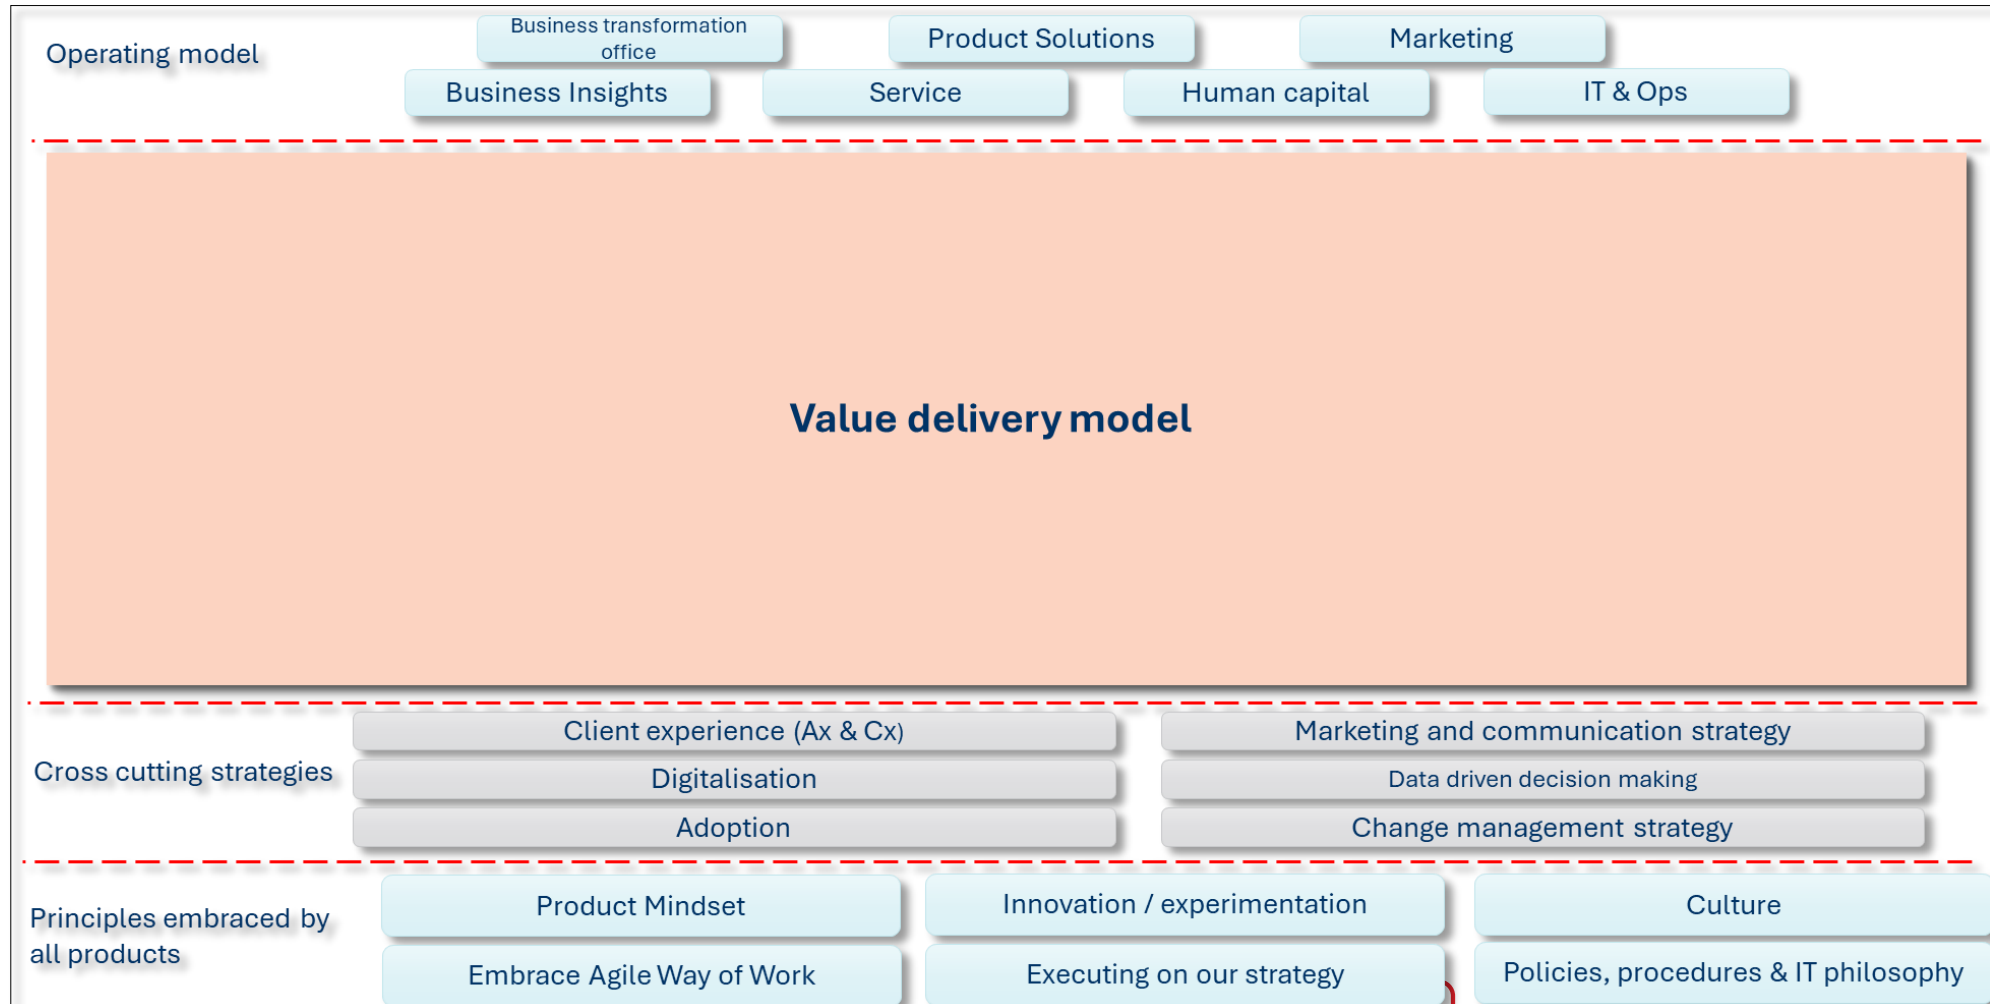 Operating model
Business transformation
office
Product Solutions
Marketing
Business Insights
Service
Human capital
IT & Ops
Value delivery model
Cross cutting strategies
Client experience (Ax & Cx)
Marketing and communication strategy
Digitalisation
Data driven decision making
Adoption
Change management strategy
Principles embraced by
all products
Product Mindset
Innovation / experimentation
Culture
Embrace Agile Way of Work
Executing on our strategy
Policies, procedures & IT philosophy